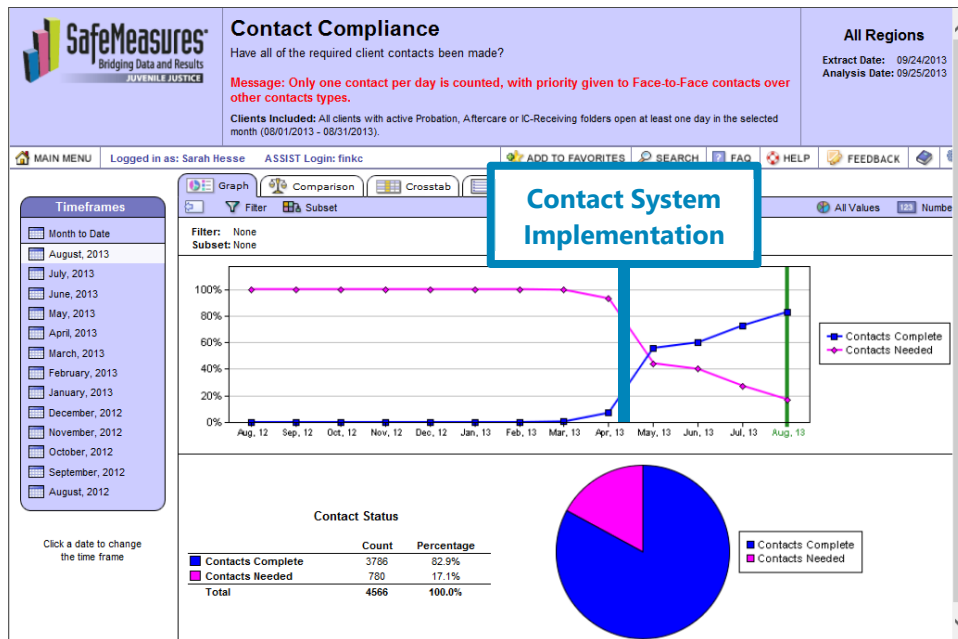 SafeMeasures
Bridging Data and Results
JUVENILE JUSTICE
Contact Compliance
Have all of the required client contacts been made?
Message: Only one contact per day is counted, with priority given to Face-to-Face contacts over
other contacts types.
Clients Included: All clients with active Probation, Aftercare or IC-Receiving folders open at least one day in the selected
month (08/01/2013 - 08/31/2013).
All Regions
Extract Date: 09/24/2013
Analysis Date: 09/25/2013
MAIN MENU Logged in as: Sarah Hesse ASSIST Login: finkc ADD TO FAVORITES SEARCH FAQ HELP FEEDBACK
Graph Comparison Crosstab
Filter Subset All Values Numbe
Filter: None
Subset: None
Contact System
Implementation
Timeframes
Month to Date
August, 2013
July, 2013
June, 2013
May, 2013
April, 2013
March, 2013
February, 2013
January, 2013
December, 2012
November, 2012
October, 2012
September, 2012
August, 2012
Click a date to change
the time frame
100%
80%
60%
40%
20%
0%
Aug, 12 Sep, 12 Oct, 12 Nov, 12 Dec, 12 Jan, 13 Feb, 13 Mar, 13 Apr, 13 May, 13 Jun, 13 Jul, 13 Aug, 13
Contacts Complete
Contacts Needed
Contact Status
Count Percentage
Contacts Complete 3786 82.9%
Contacts Needed 780 17.1%
Total 4566 100.0%
Contacts Complete
Contacts Needed